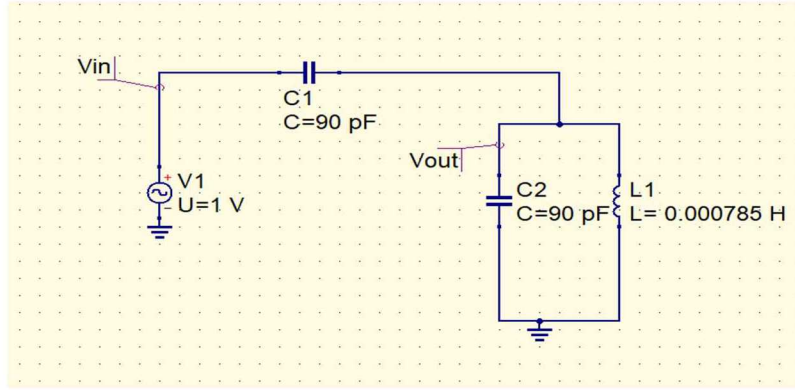 Vin
C1
C=90 pF
Vout
+
V1
U=1 V
−
C2
C=90 pF
L1
L= 0.000785 H